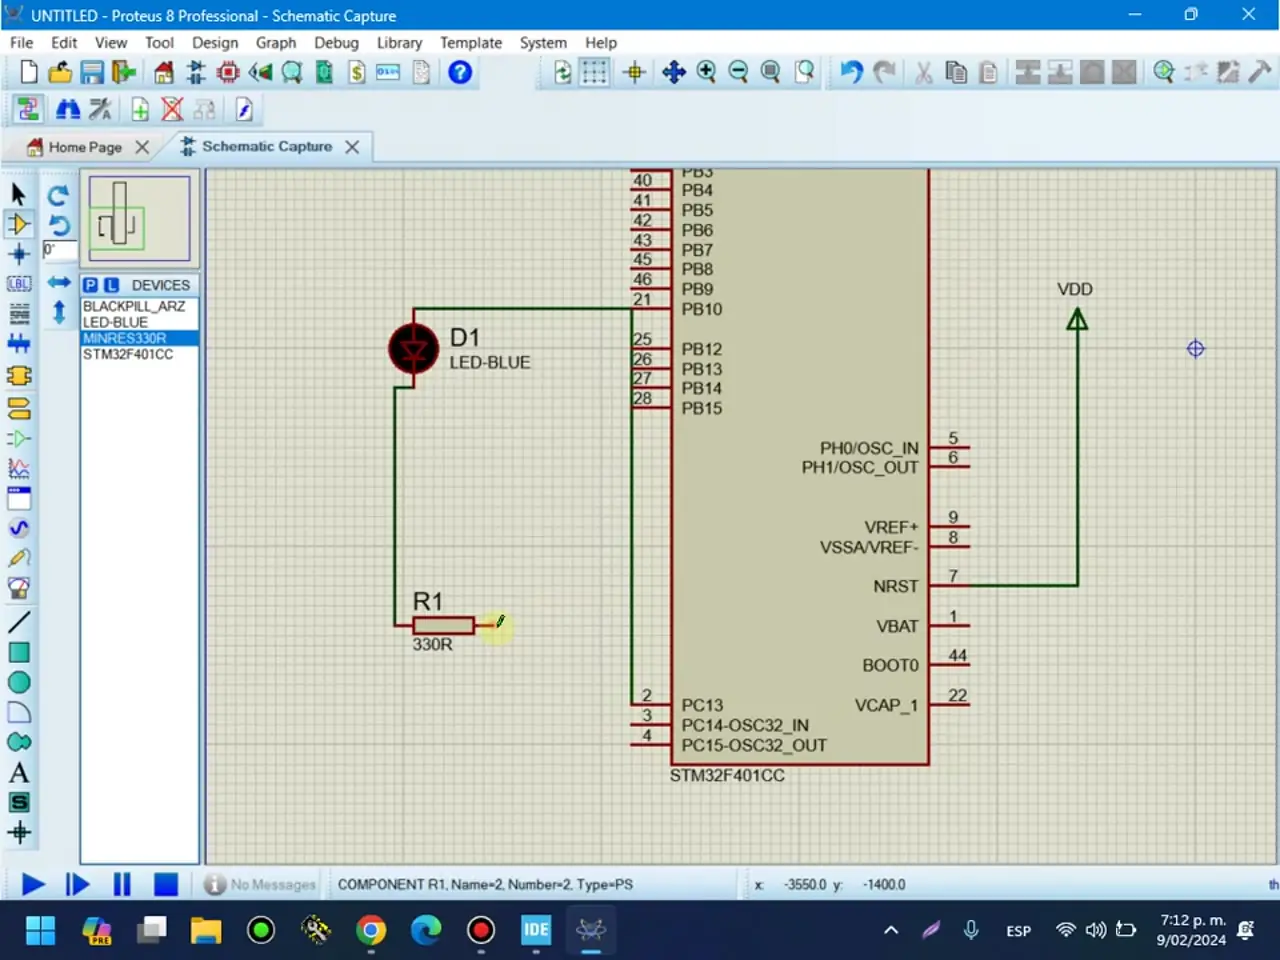 UNTITLED - Proteus 8 Professional - Schematic Capture
File Edit View Tool Design Graph Debug Library Template System Help
$
?
Home Page
Schematic Capture
0°
LBL
P L DEVICES
BLACKPILL_ARZ
LED-BLUE
MINRES330R
STM32F401CC
A
S
PB3
40 PB4
41 PB5
42 PB6
43 PB7
45 PB8
46 PB9
21 PB10
25 PB12
26 PB13
27 PB14
28 PB15
D1
LED-BLUE
VDD
PH0/OSC_IN 5
PH1/OSC_OUT 6
VREF+ 9
VSSA/VREF- 8
NRST 7
R1
330R
VBAT 1
BOOT0 44
2 PC13
VCAP_1 22
3 PC14-OSC32_IN
4 PC15-OSC32_OUT
STM32F401CC
No Messages
COMPONENT R1, Name=2, Number=2, Type=PS
x: -3550.0 y: -1400.0
th
PRE
IDE
ESP
7:12 p. m.
9/02/2024